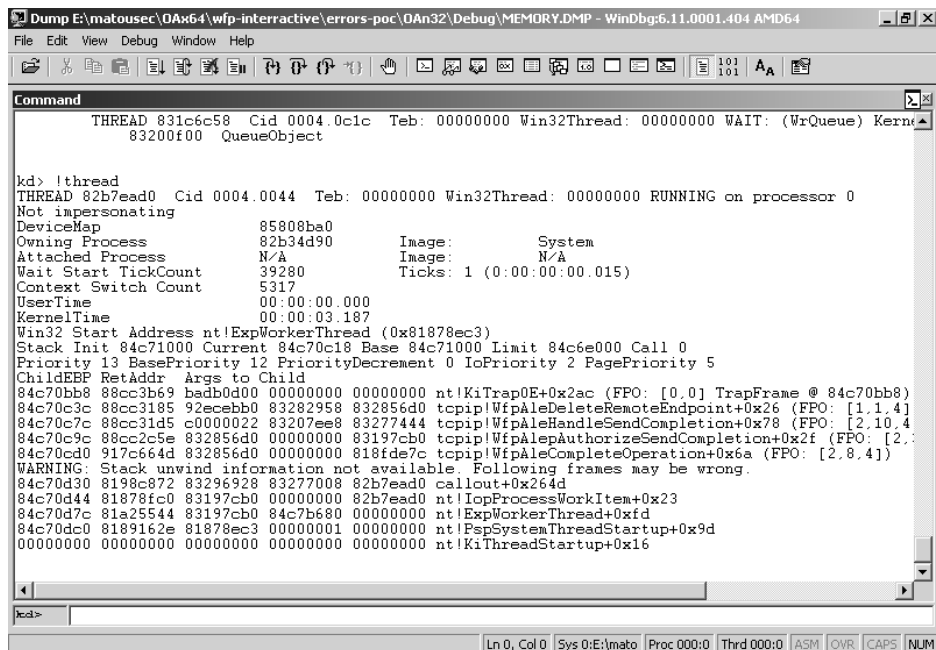 Dump E:\matousec\OAx64\wfp-interractive\errors-poc\OAn32\Debug\MEMORY.DMP - WinDbg:6.11.0001.404 AMD64
File Edit View Debug Window Help
Command
THREAD 831c6c58 Cid 0004.0c1c Teb: 00000000 Win32Thread: 00000000 WAIT: (WrQueue) Kerne
83200f00 QueueObject
kd> !thread
THREAD 82b7ead0 Cid 0004.0044 Teb: 00000000 Win32Thread: 00000000 RUNNING on processor 0
Not impersonating
DeviceMap 85808ba0
Owning Process 82b34d90 Image: System
Attached Process N/A Image: N/A
Wait Start TickCount 39280 Ticks: 1 (0:00:00:00.015)
Context Switch Count 5317
UserTime 00:00:00.000
KernelTime 00:00:03.187
Win32 Start Address nt!ExpWorkerThread (0x81878ec3)
Stack Init 84c71000 Current 84c70c18 Base 84c71000 Limit 84c6e000 Call 0
Priority 13 BasePriority 12 PriorityDecrement 0 IoPriority 2 PagePriority 5
ChildEBP RetAddr Args to Child
84c70bb8 88cc3b69 badb0d00 00000000 00000000 nt!KiTrap0E+0x2ac (FPO: [0,0] TrapFrame @ 84c70bb8)
84c70c3c 88cc3185 92ecebb0 83282958 832856d0 tcpip!WfpAleDeleteRemoteEndpoint+0x26 (FPO: [1,1,4]
84c70c7c 88cc31d5 c0000022 83207ee8 83277444 tcpip!WfpAleHandleSendCompletion+0x78 (FPO: [2,10,4
84c70c9c 88cc2c5e 832856d0 00000000 83197cb0 tcpip!WfpAlepAuthorizeSendCompletion+0x2f (FPO: [2,
84c70cd0 917c664d 832856d0 00000000 818fde7c tcpip!WfpAleCompleteOperation+0x6a (FPO: [2,8,4])
WARNING: Stack unwind information not available. Following frames may be wrong.
84c70d30 8198c872 83296928 83277008 82b7ead0 callout+0x264d
84c70d44 81878fc0 83197cb0 00000000 82b7ead0 nt!IopProcessWorkItem+0x23
84c70d7c 81a25544 83197cb0 84c7b680 00000000 nt!ExpWorkerThread+0xfd
84c70dc0 8189162e 81878ec3 00000001 00000000 nt!PspSystemThreadStartup+0x9d
00000000 00000000 00000000 00000000 00000000 nt!KiThreadStartup+0x16
kd>
Ln 0, Col 0 Sys 0:E:\mato Proc 000:0 Thrd 000:0 ASM OVR CAPS NUM